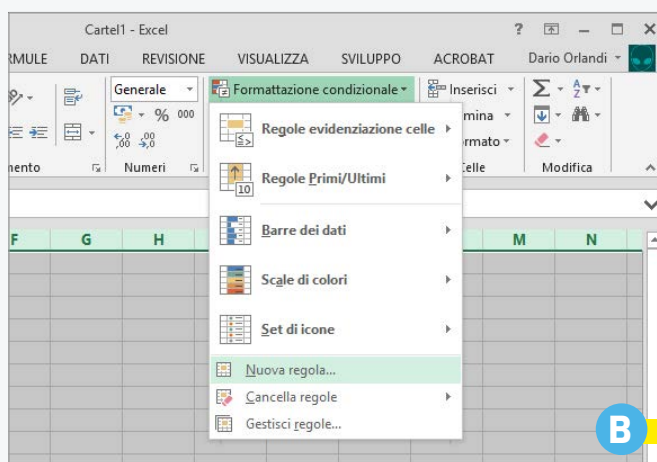 Cartel1 - Excel ?
RMULE DATI REVISIONE VISUALIZZA SVILUPPO ACROBAT Dario Orlandi
Generale Formattazione condizionale Inserisci Σ A Z
% 000 mina
,00 rmato
mento Numeri Celle Modifica
Regole evidenziazione celle
Regole Primi/Ultimi
10
Barre dei dati
Scale di colori
Set di icone
Nuova regola...
Cancella regole
Gestisci regole...
F G H M N
B